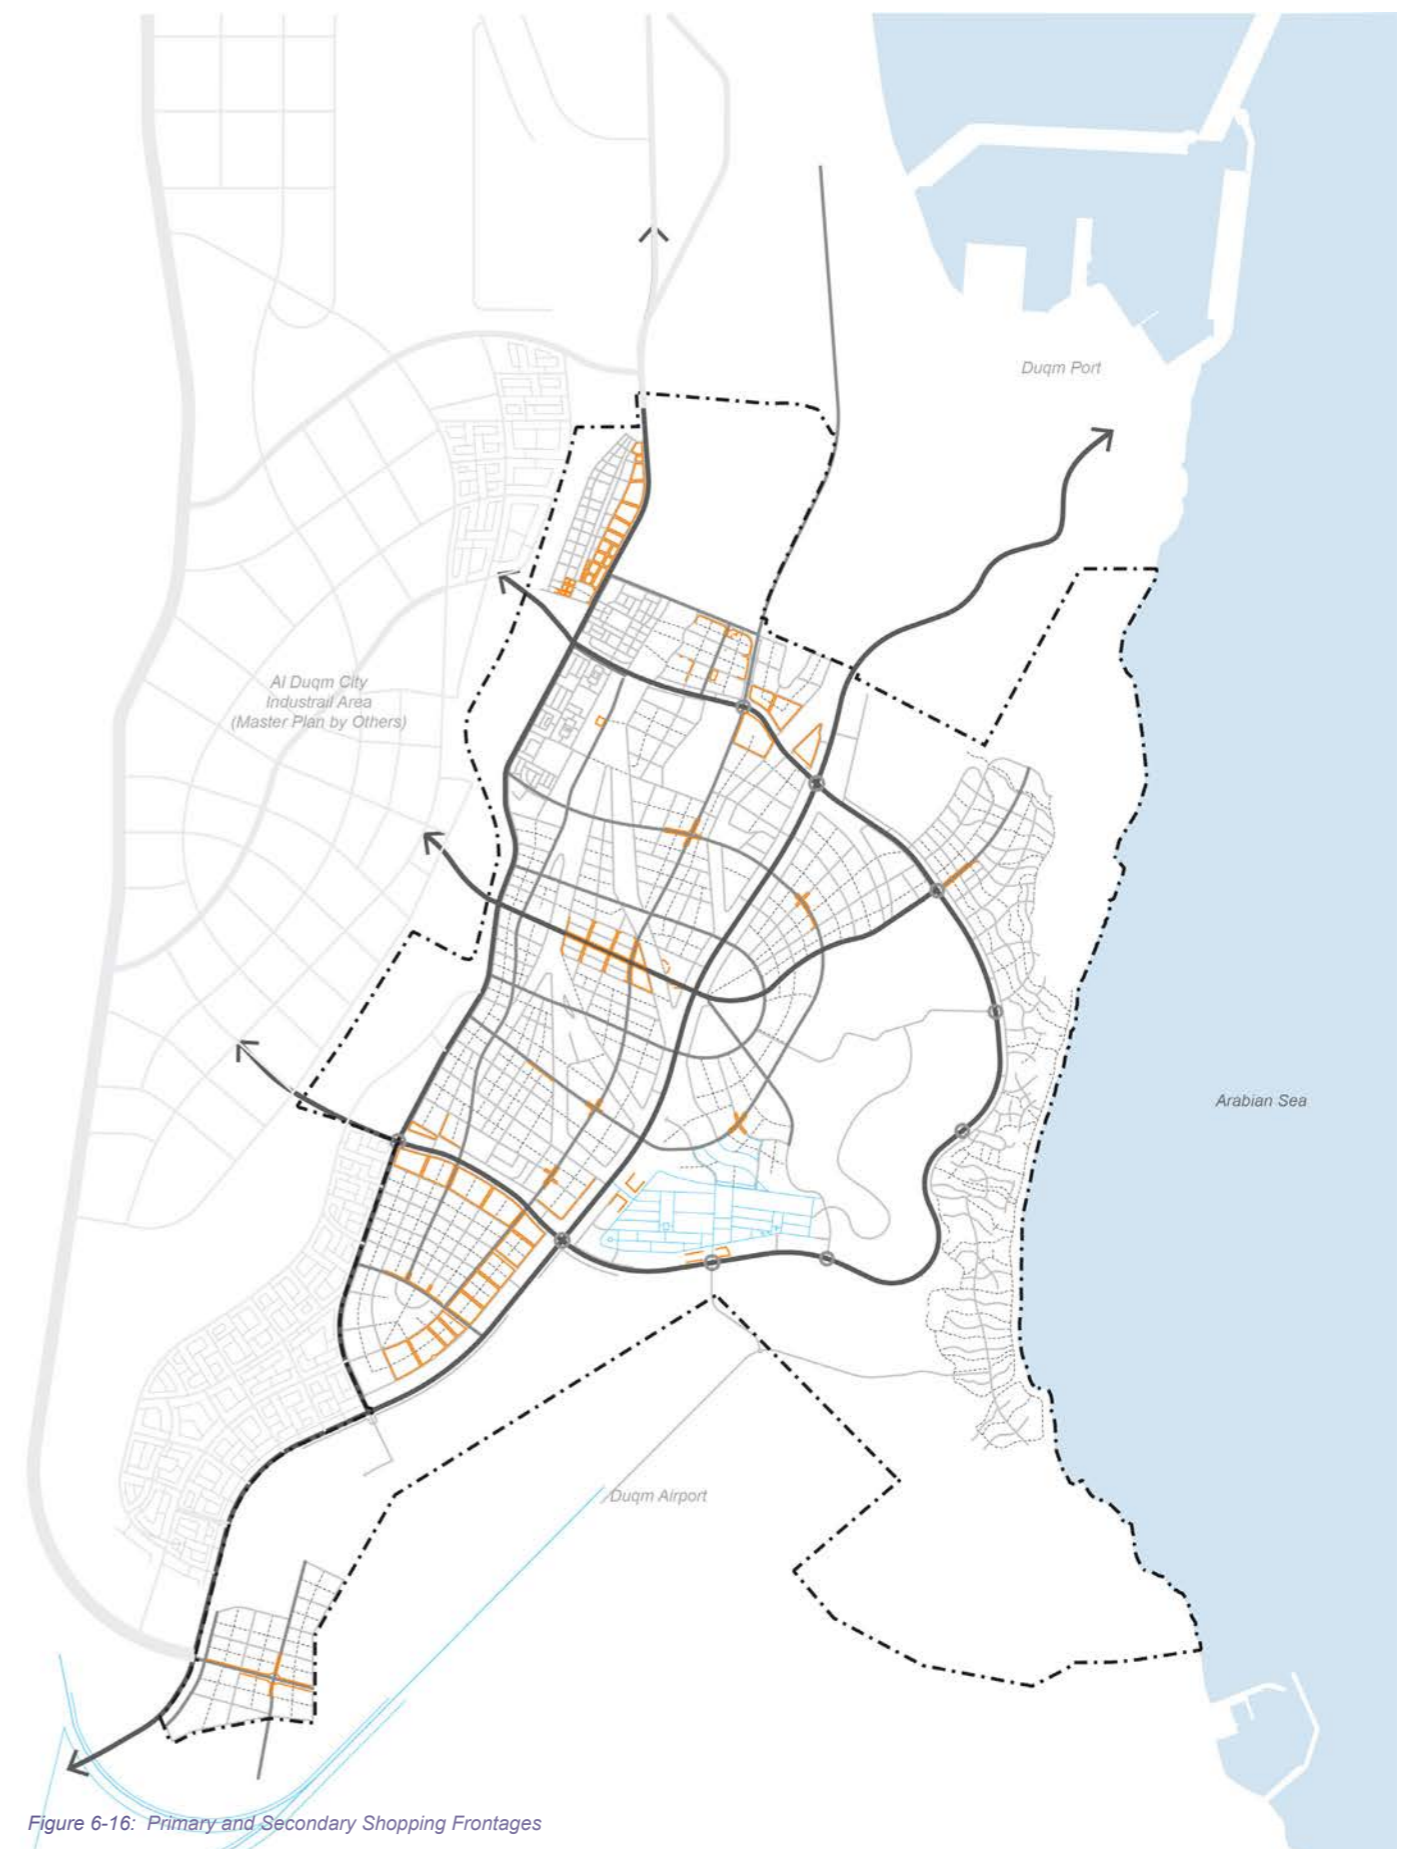 Duqm Port
Al Duqm City
Industrail Area
(Master Plan by Others)
Arabian Sea
Duqm Airport
Figure 6-16: Primary and Secondary Shopping Frontages